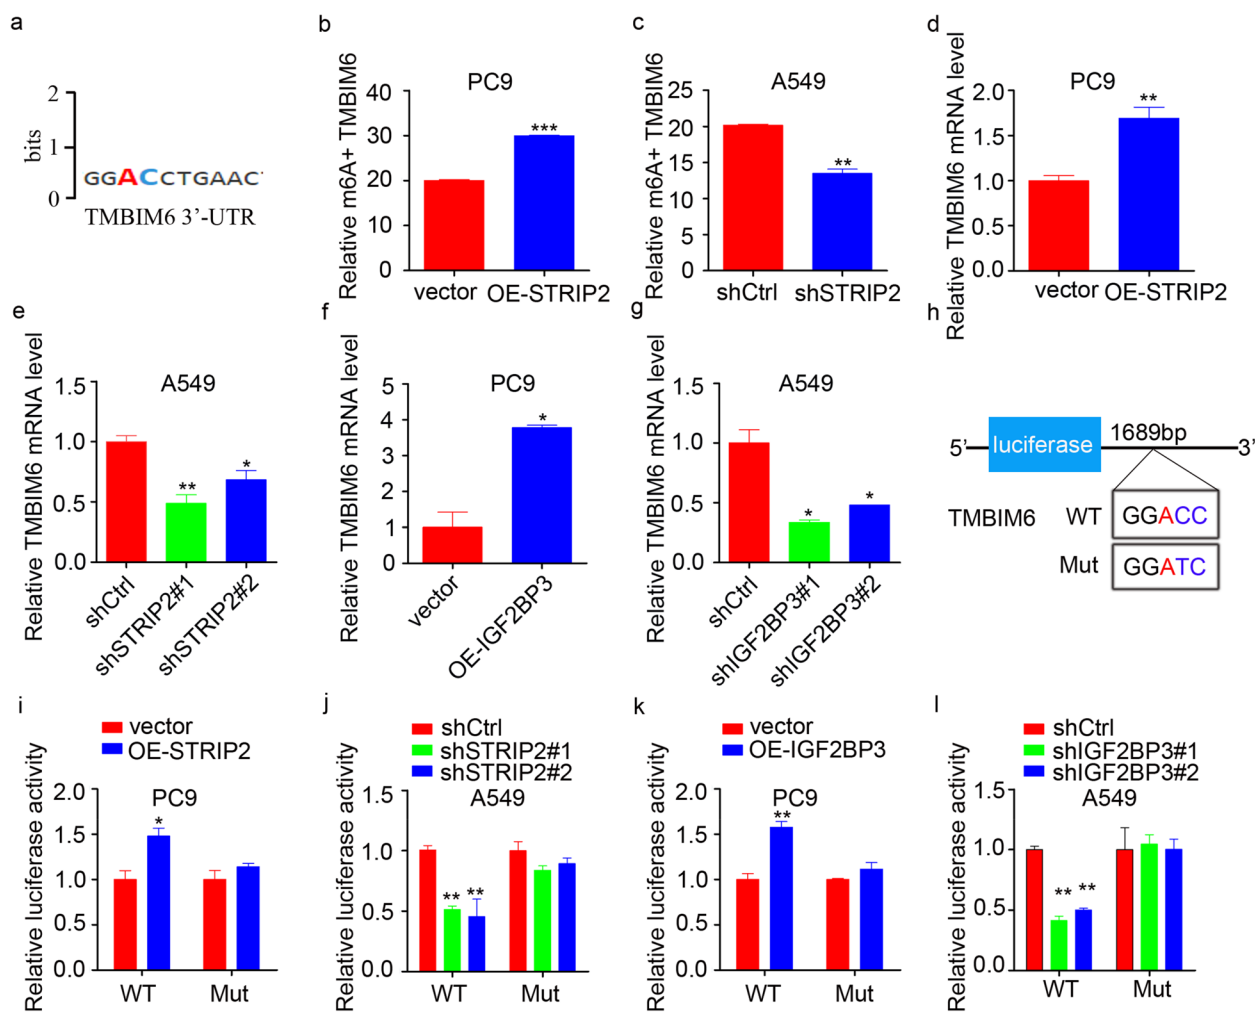 a
2
1
0
bits
GGACCTGAAC
TMBIM6 3’-UTR
b
PC9
Relative m6A+ TMBIM6
40
30
20
10
0
***
vector OE-STRIP2
c
A549
Relative m6A+ TMBIM6
25
20
15
10
5
0
**
shCtrl shSTRIP2
d
PC9
Relative TMBIM6 mRNA level
2.0
1.5
1.0
0.5
0.0
**
vector OE-STRIP2
e
A549
Relative TMBIM6 mRNA level
1.5
1.0
0.5
0.0
**
*
shCtrl
shSTRIP2#1
shSTRIP2#2
f
PC9
Relative TMBIM6 mRNA level
5
4
3
2
1
0
*
vector
OE-IGF2BP3
g
A549
Relative TMBIM6 mRNA level
1.5
1.0
0.5
0.0
*
*
shCtrl
shIGF2BP3#1
shIGF2BP3#2
h
5’ luciferase 1689bp 3’
TMBIM6 WT GGACC
Mut GGATC
i
vector
OE-STRIP2
PC9
Relative luciferase activity
2.0
1.5
1.0
0.5
0.0
*
WT Mut
j
shCtrl
shSTRIP2#1
shSTRIP2#2
A549
Relative luciferase activity
1.5
1.0
0.5
0.0
** **
WT Mut
k
vector
OE-IGF2BP3
PC9
Relative luciferase activity
2.0
1.5
1.0
0.5
0.0
**
WT Mut
l
shCtrl
shIGF2BP3#1
shIGF2BP3#2
A549
Relative luciferase activity
1.5
1.0
0.5
0.0
** **
WT Mut